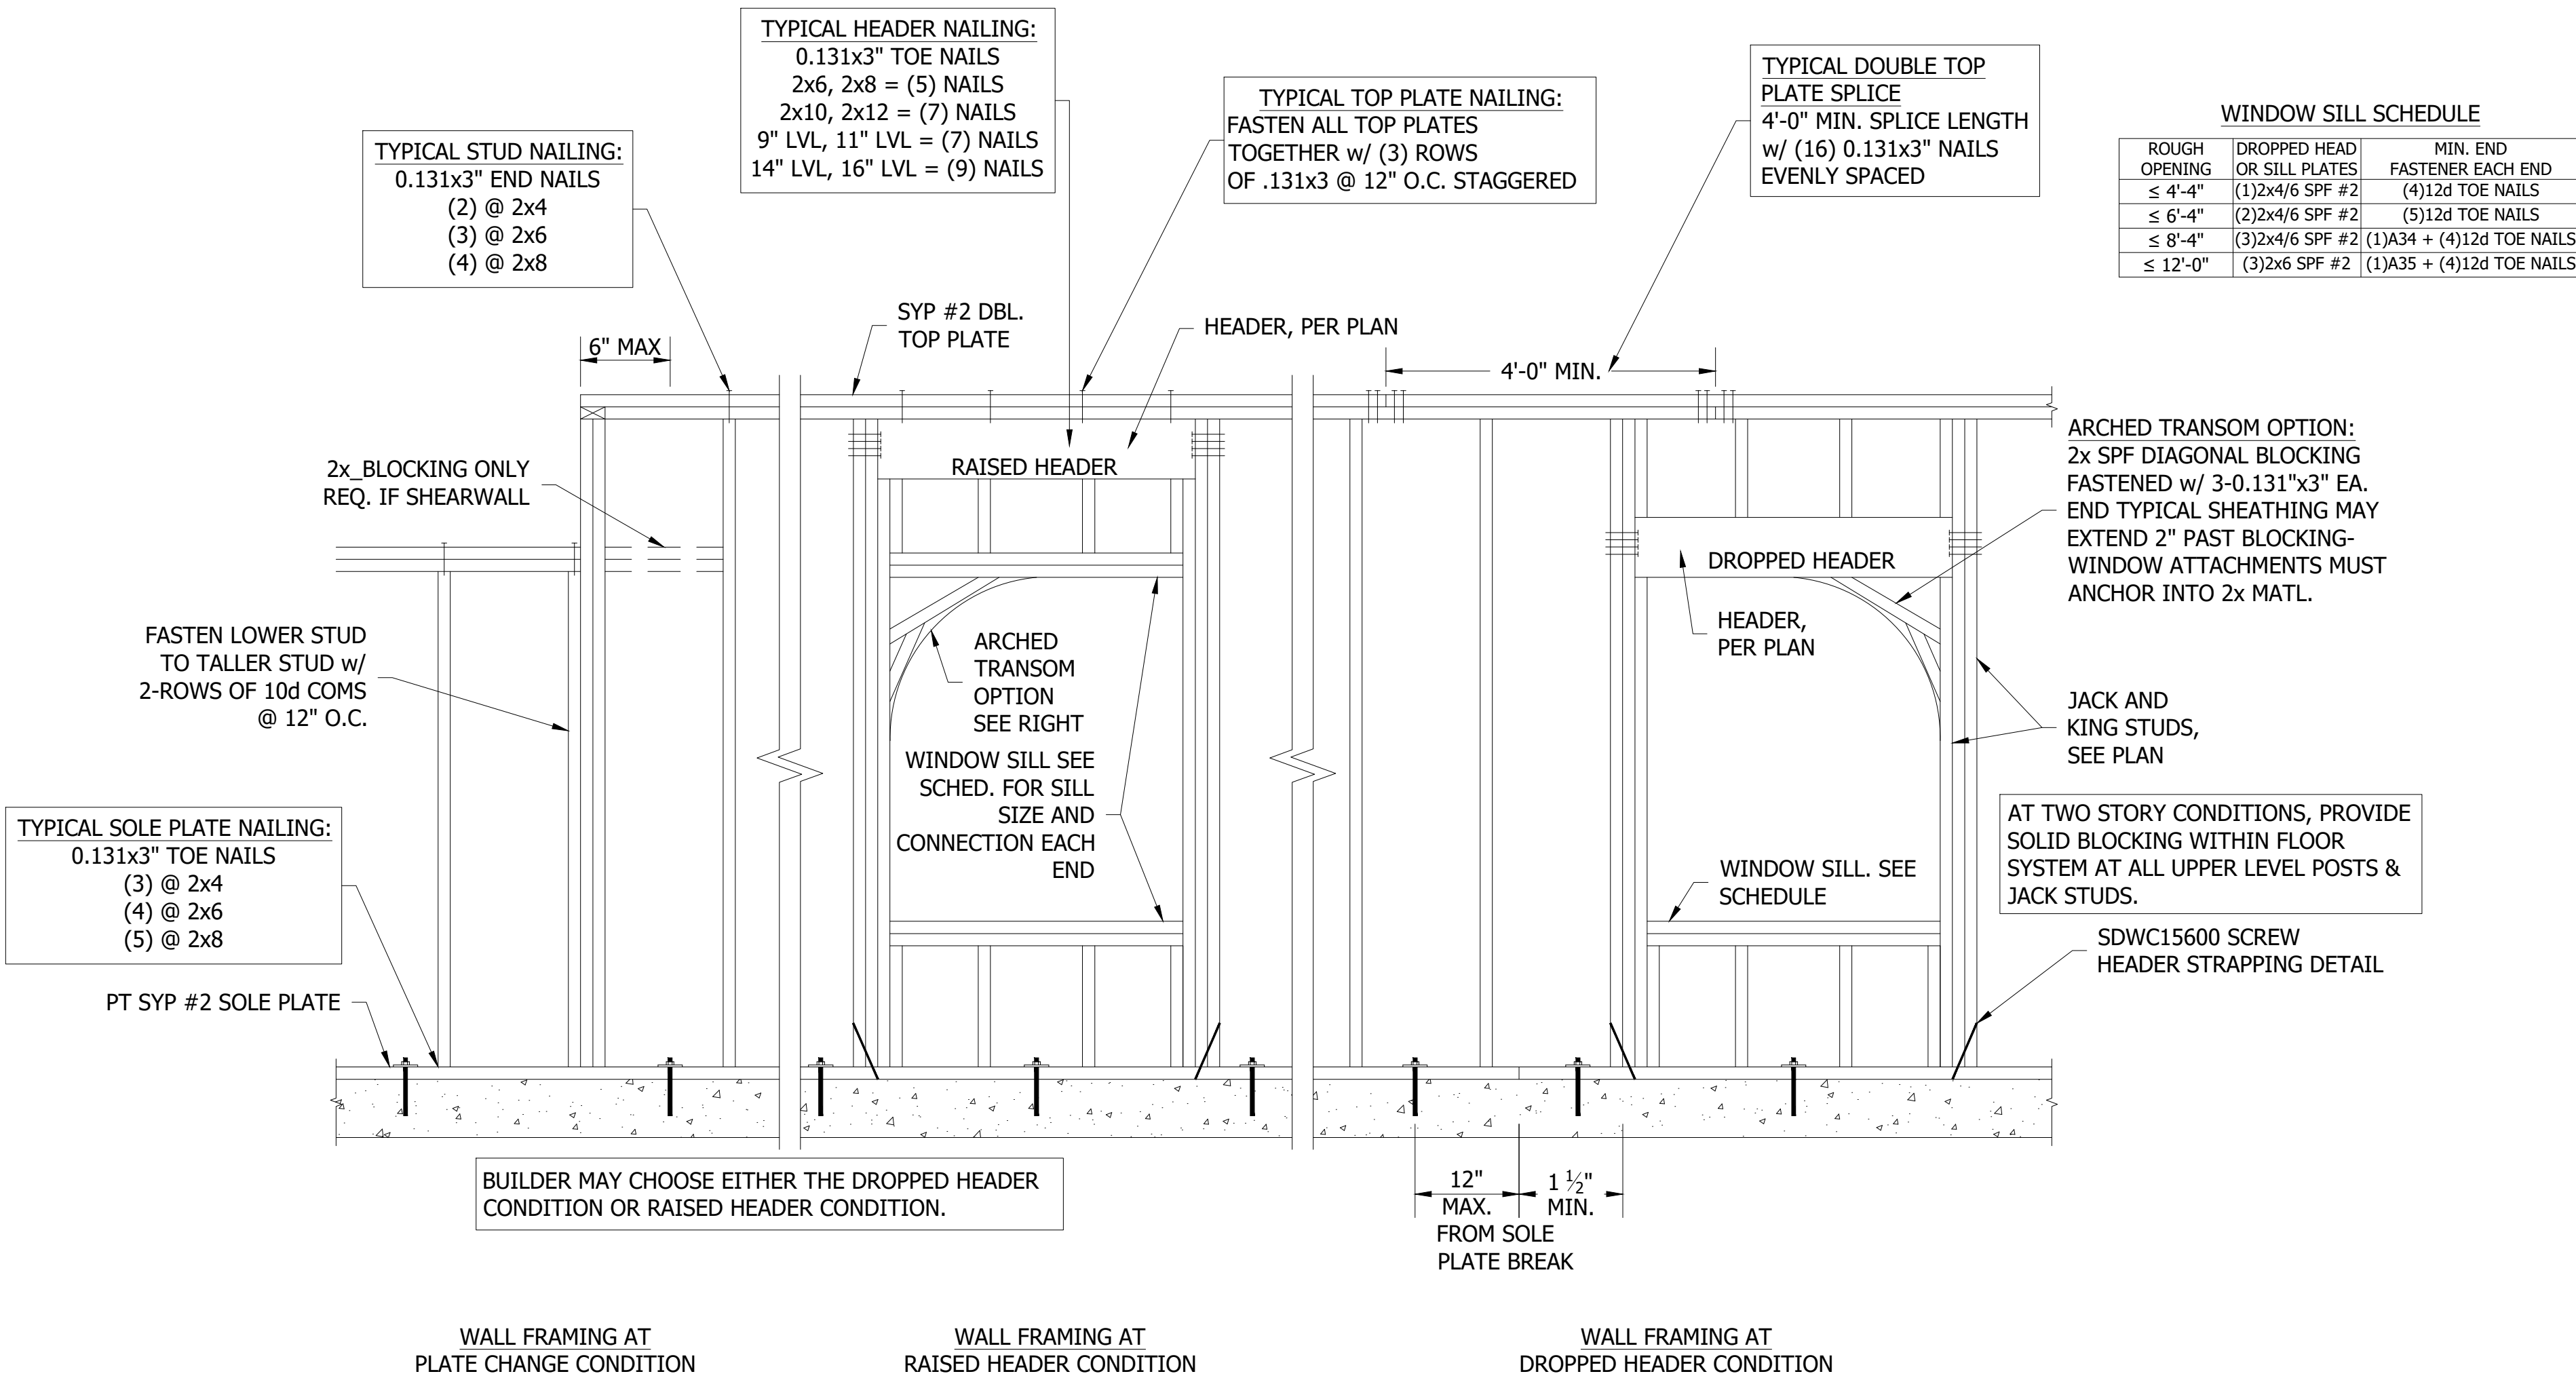 TYPICAL HEADER NAILING:
0.131x3" TOE NAILS
2x6, 2x8 = (5) NAILS
2x10, 2x12 = (7) NAILS
9" LVL, 11" LVL = (7) NAILS
14" LVL, 16" LVL = (9) NAILS
TYPICAL STUD NAILING:
0.131x3" END NAILS
(2) @ 2x4
(3) @ 2x6
(4) @ 2x8
TYPICAL TOP PLATE NAILING:
FASTEN ALL TOP PLATES
TOGETHER w/ (3) ROWS
OF .131x3 @ 12" O.C. STAGGERED
TYPICAL DOUBLE TOP
PLATE SPLICE
4'-0" MIN. SPLICE LENGTH
w/ (16) 0.131x3" NAILS
EVENLY SPACED
WINDOW SILL SCHEDULE
ROUGH OPENING DROPPED HEAD OR SILL PLATES MIN. END FASTENER EACH END
≤ 4'-4" (1)2x4/6 SPF #2 (4)12d TOE NAILS
≤ 6'-4" (2)2x4/6 SPF #2 (5)12d TOE NAILS
≤ 8'-4" (3)2x4/6 SPF #2 (1)A34 + (4)12d TOE NAILS
≤ 12'-0" (3)2x6 SPF #2 (1)A35 + (4)12d TOE NAILS
6" MAX
SYP #2 DBL.
TOP PLATE
HEADER, PER PLAN
4'-0" MIN.
2x_BLOCKING ONLY
REQ. IF SHEARWALL
RAISED HEADER
DROPPED HEADER
ARCHED TRANSOM OPTION:
2x SPF DIAGONAL BLOCKING
FASTENED w/ 3-0.131"x3" EA.
END TYPICAL SHEATHING MAY
EXTEND 2" PAST BLOCKING-
WINDOW ATTACHMENTS MUST
ANCHOR INTO 2x MATL.
FASTEN LOWER STUD
TO TALLER STUD w/
2-ROWS OF 10d COMS
@ 12" O.C.
ARCHED
TRANSOM
OPTION
SEE RIGHT
HEADER,
PER PLAN
JACK AND
KING STUDS,
SEE PLAN
WINDOW SILL SEE
SCHED. FOR SILL
SIZE AND
CONNECTION EACH
END
TYPICAL SOLE PLATE NAILING:
0.131x3" TOE NAILS
(3) @ 2x4
(4) @ 2x6
(5) @ 2x8
AT TWO STORY CONDITIONS, PROVIDE
SOLID BLOCKING WITHIN FLOOR
SYSTEM AT ALL UPPER LEVEL POSTS &
JACK STUDS.
WINDOW SILL. SEE
SCHEDULE
SDWC15600 SCREW
HEADER STRAPPING DETAIL
PT SYP #2 SOLE PLATE
BUILDER MAY CHOOSE EITHER THE DROPPED HEADER
CONDITION OR RAISED HEADER CONDITION.
12"
MAX.
FROM SOLE
PLATE BREAK
1 ½"
MIN.
WALL FRAMING AT
PLATE CHANGE CONDITION
WALL FRAMING AT
RAISED HEADER CONDITION
WALL FRAMING AT
DROPPED HEADER CONDITION